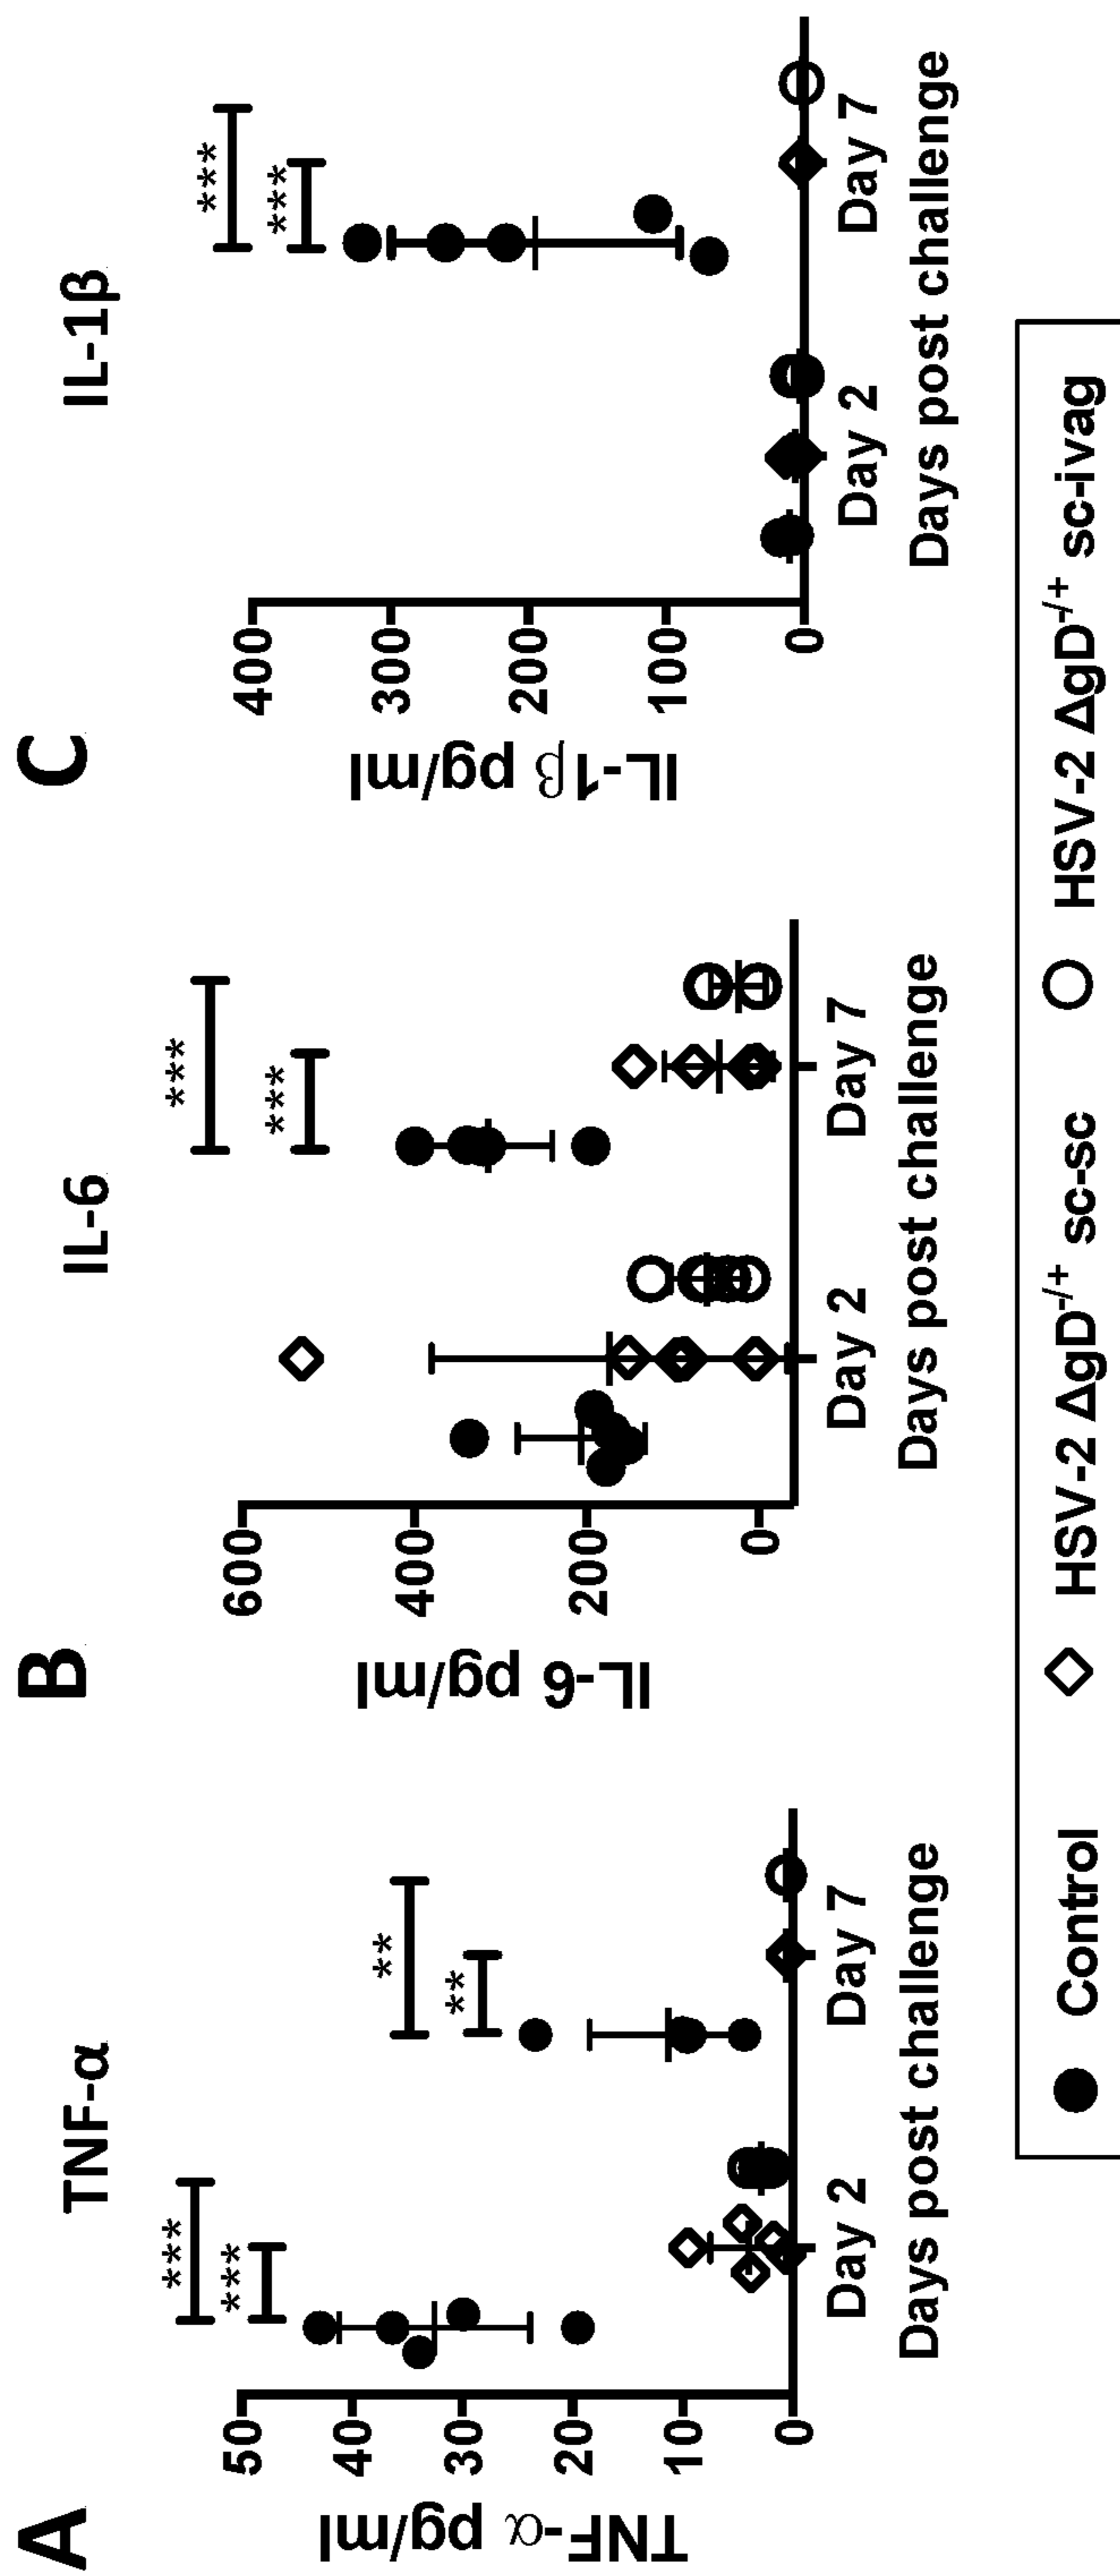 A
TNF-α
TNF-α pg/ml
50
40
30
20
10
0
***
***
**
**
Day 2
Day 7
Days post challenge
B
IL-6
IL-6 pg/ml
600
400
200
0
***
***
Day 2
Day 7
Days post challenge
C
IL-1β
IL-1β pg/ml
400
300
200
100
0
***
***
Day 2
Day 7
Days post challenge
Control
HSV-2 ΔgD-/+ sc-sc
HSV-2 ΔgD-/+ sc-ivag